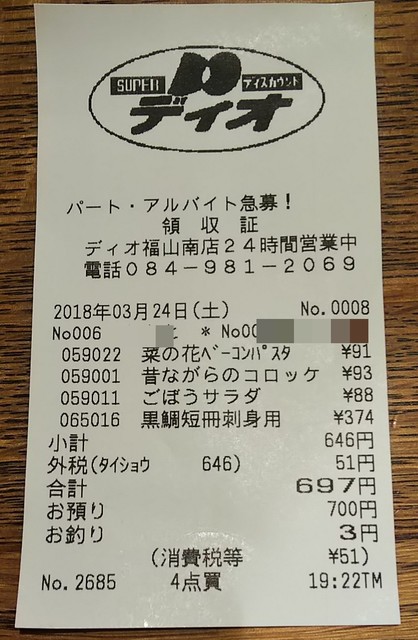 SUPER ディスカウント
ディオ
パート・アルバイト急募！
領収証
ディオ福山南店２４時間営業中
電話０８４－９８１－２０６９
2018年03月24日(土) No.0008
No006 * No00
059022 菜の花ﾍﾞｰｺﾝﾊﾟｽﾀ ¥91
059001 昔ながらのコロッケ ¥93
059011 ごぼうサラダ ¥88
065016 黒鯛短冊刺身用 ¥374
小計 646円
外税(ﾀｲｼｮｳ 646) 51円
合計 697円
お預り 700円
お釣り 3円
(消費税等 ¥51)
No.2685 4点買 19:22TM